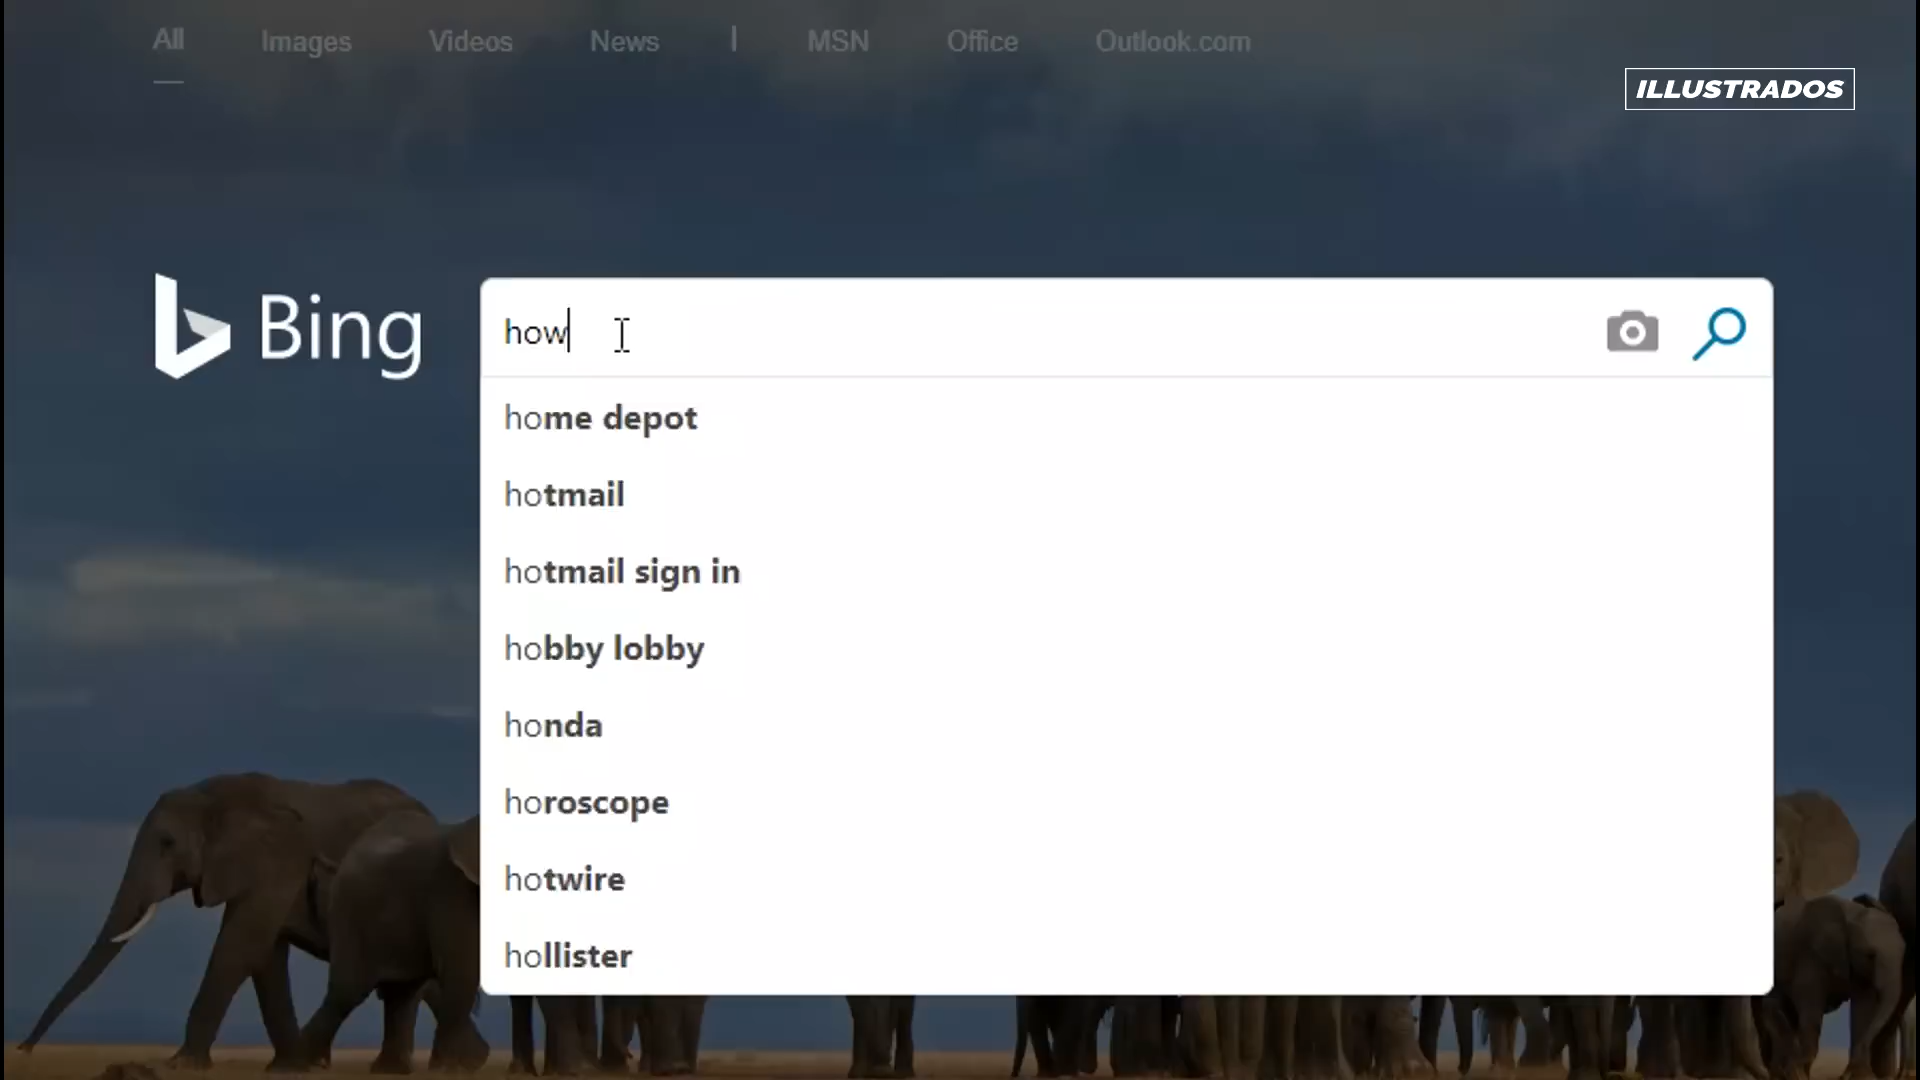 All Images Videos News | MSN Office Outlook.com
ILLUSTRADOS
Bing
how
home depot
hotmail
hotmail sign in
hobby lobby
honda
horoscope
hotwire
hollister